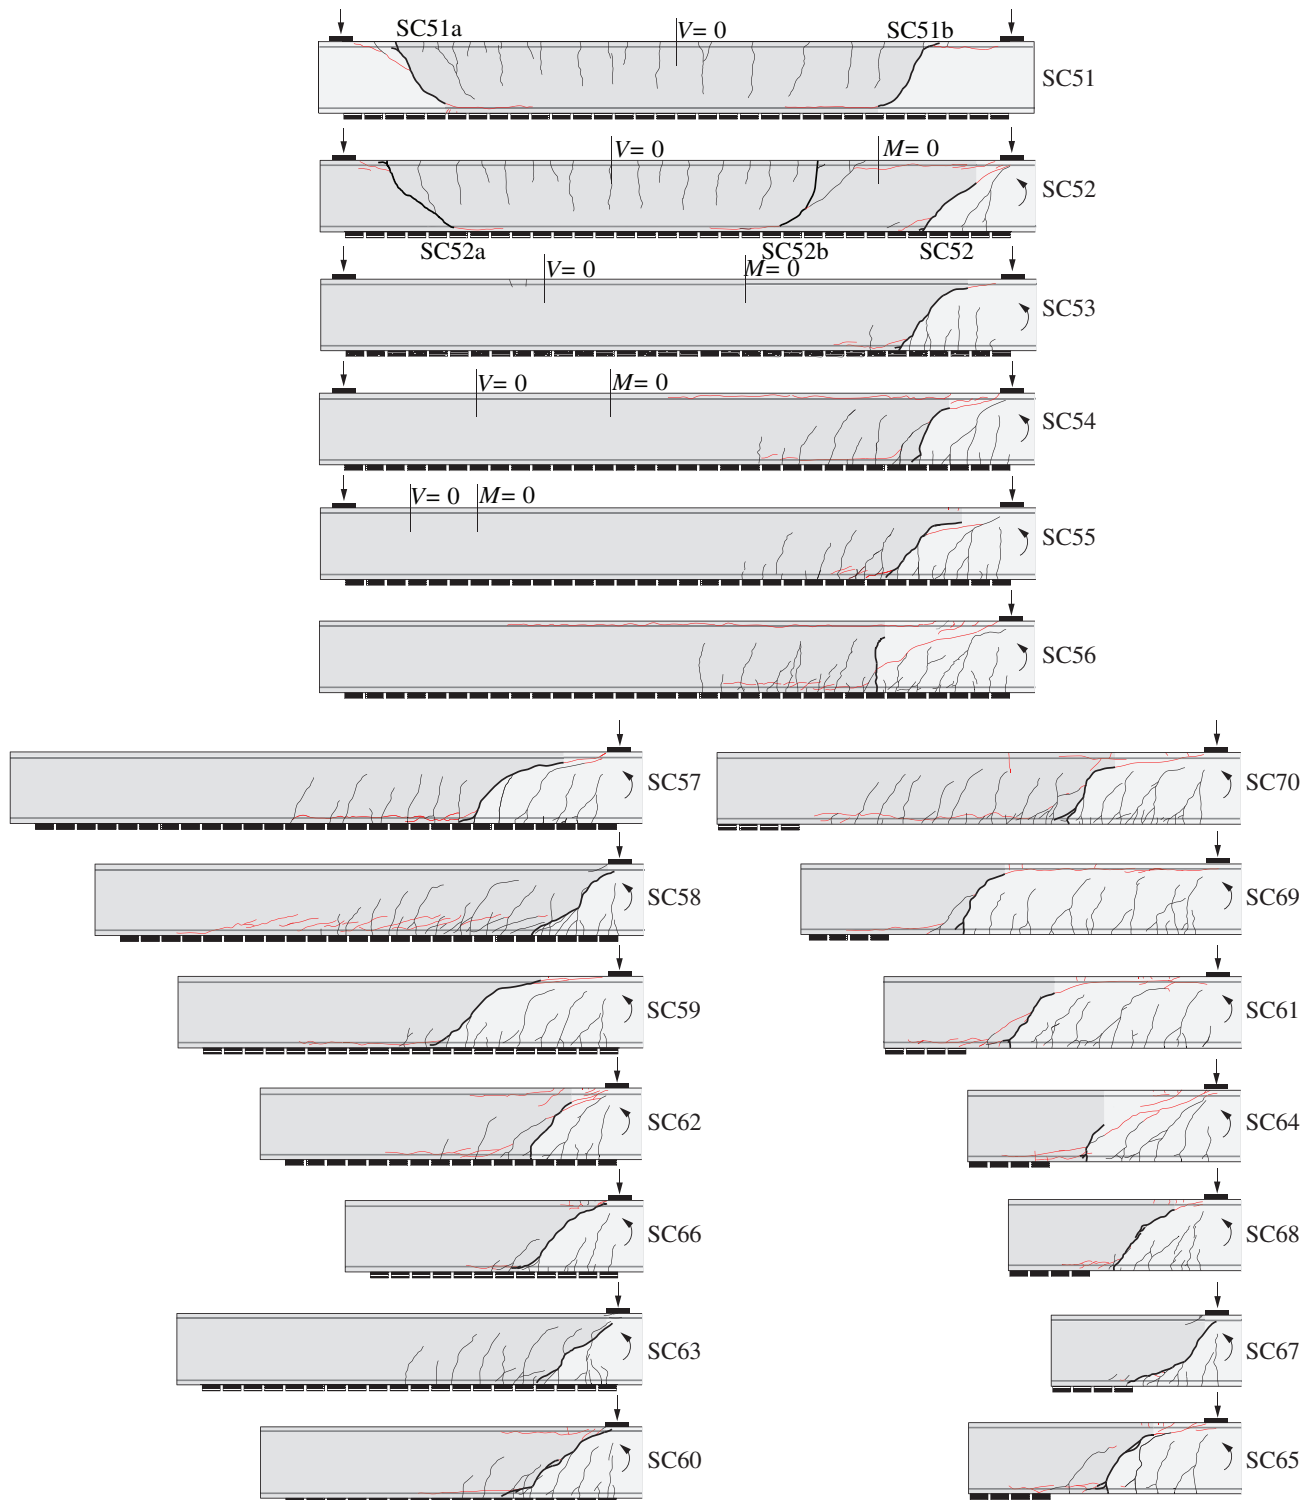 SC51a V= 0 SC51b
SC51
V= 0 M= 0
SC52
SC52a SC52b SC52
V= 0 M= 0
SC53
V= 0 M= 0
SC54
V= 0 M= 0
SC55
SC56
SC57 SC70
SC58 SC69
SC59 SC61
SC62 SC64
SC66 SC68
SC63 SC67
SC60 SC65